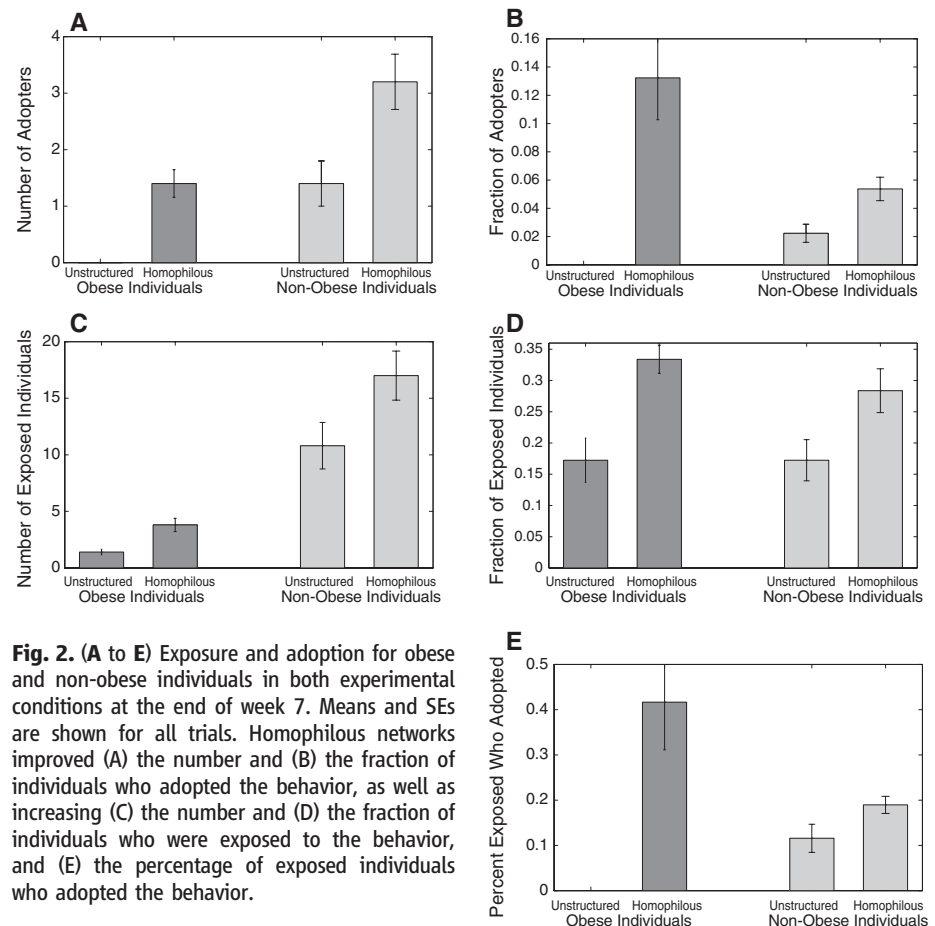 A
4
3
2
1
0
Number of Adopters
Unstructured Homophilous Unstructured Homophilous
Obese Individuals Non-Obese Individuals
B
0.16
0.14
0.12
0.1
0.08
0.06
0.04
0.02
0
Fraction of Adopters
Unstructured Homophilous Unstructured Homophilous
Obese Individuals Non-Obese Individuals
C
20
15
10
5
0
Number of Exposed Individuals
Unstructured Homophilous Unstructured Homophilous
Obese Individuals Non-Obese Individuals
D
0.35
0.3
0.25
0.2
0.15
0.1
0.05
0
Fraction of Exposed Individuals
Unstructured Homophilous Unstructured Homophilous
Obese Individuals Non-Obese Individuals
Fig. 2. (A to E) Exposure and adoption for obese
and non-obese individuals in both experimental
conditions at the end of week 7. Means and SEs
are shown for all trials. Homophilous networks
improved (A) the number and (B) the fraction of
individuals who adopted the behavior, as well as
increasing (C) the number and (D) the fraction of
individuals who were exposed to the behavior,
and (E) the percentage of exposed individuals
who adopted the behavior.
E
0.5
0.4
0.3
0.2
0.1
0
Percent Exposed Who Adopted
Unstructured Homophilous Unstructured Homophilous
Obese Individuals Non-Obese Individuals